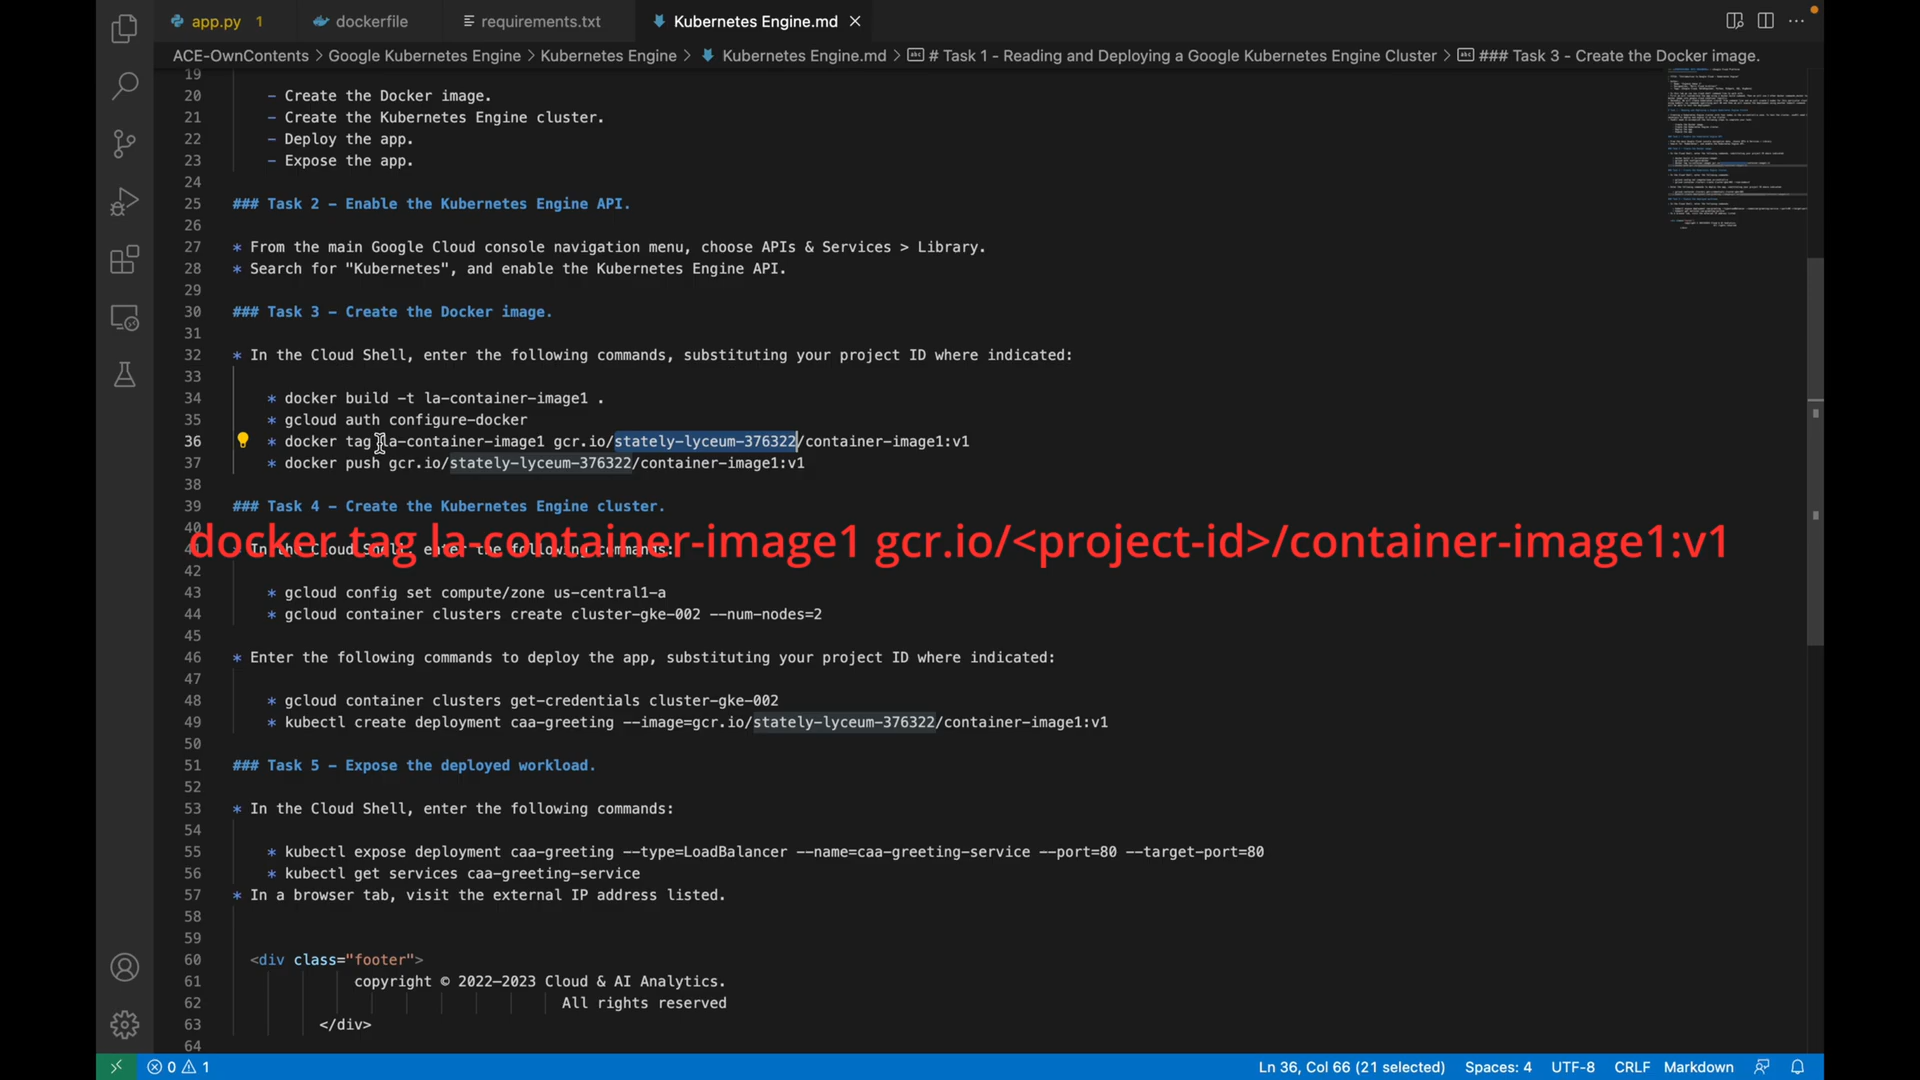 app.py 1 dockerfile requirements.txt Kubernetes Engine.md
ACE-OwnContents > Google Kubernetes Engine > Kubernetes Engine > Kubernetes Engine.md > # Task 1 - Reading and Deploying a Google Kubernetes Engine Cluster > ### Task 3 - Create the Docker image.
19
20 - Create the Docker image.
21 - Create the Kubernetes Engine cluster.
22 - Deploy the app.
23 - Expose the app.
24
25 ### Task 2 - Enable the Kubernetes Engine API.
26
27 * From the main Google Cloud console navigation menu, choose APIs & Services > Library.
28 * Search for "Kubernetes", and enable the Kubernetes Engine API.
29
30 ### Task 3 - Create the Docker image.
31
32 * In the Cloud Shell, enter the following commands, substituting your project ID where indicated:
33
34 * docker build -t la-container-image1 .
35 * gcloud auth configure-docker
36 * docker tag la-container-image1 gcr.io/stately-lyceum-376322/container-image1:v1
37 * docker push gcr.io/stately-lyceum-376322/container-image1:v1
38
39 ### Task 4 - Create the Kubernetes Engine cluster.
40
docker tag la-container-image1 gcr.io/<project-id>/container-image1:v1
41 * In the Cloud Shell, enter the following commands:
42
43 * gcloud config set compute/zone us-central1-a
44 * gcloud container clusters create cluster-gke-002 --num-nodes=2
45
46 * Enter the following commands to deploy the app, substituting your project ID where indicated:
47
48 * gcloud container clusters get-credentials cluster-gke-002
49 * kubectl create deployment caa-greeting --image=gcr.io/stately-lyceum-376322/container-image1:v1
50
51 ### Task 5 - Expose the deployed workload.
52
53 * In the Cloud Shell, enter the following commands:
54
55 * kubectl expose deployment caa-greeting --type=LoadBalancer --name=caa-greeting-service --port=80 --target-port=80
56 * kubectl get services caa-greeting-service
57 * In a browser tab, visit the external IP address listed.
58
59
60 <div class="footer">
61 copyright © 2022-2023 Cloud & AI Analytics.
62 All rights reserved
63 </div>
64
0 1 Ln 36, Col 66 (21 selected) Spaces: 4 UTF-8 CRLF Markdown